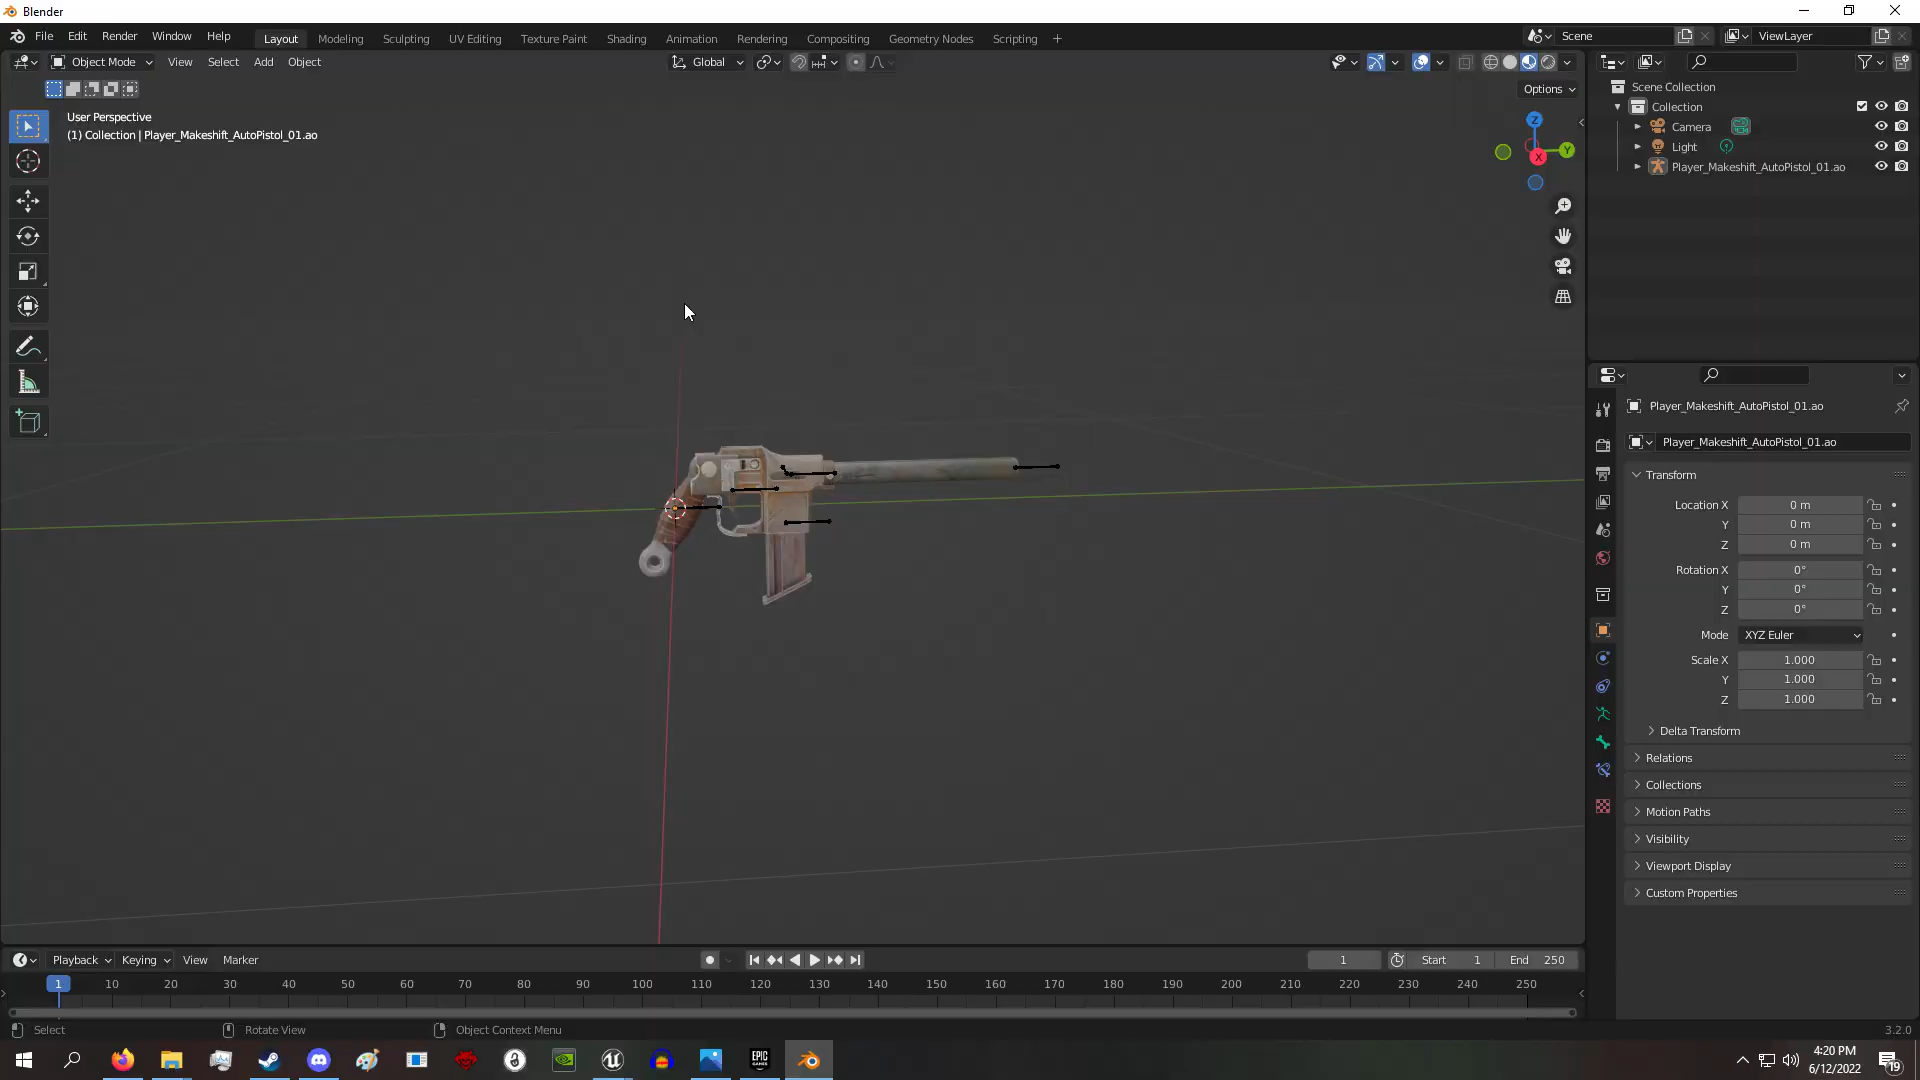 Blender
File Edit Render Window Help
Layout Modeling Sculpting UV Editing Texture Paint Shading Animation Rendering Compositing Geometry Nodes Scripting +
Scene
ViewLayer
Object Mode View Select Add Object
Global
Options
User Perspective
(1) Collection | Player_Makeshift_AutoPistol_01.ao
Z
Y
X
Scene Collection
Collection
Camera
Light
Player_Makeshift_AutoPistol_01.ao
Player_Makeshift_AutoPistol_01.ao
Player_Makeshift_AutoPistol_01.ao
Transform
Location X 0 m
Y 0 m
Z 0 m
Rotation X 0°
Y 0°
Z 0°
Mode XYZ Euler
Scale X 1.000
Y 1.000
Z 1.000
Delta Transform
Relations
Collections
Motion Paths
Visibility
Viewport Display
Custom Properties
Playback Keying View Marker
1
Start 1
End 250
1 10 20 30 40 50 60 70 80 90 100 110 120 130 140 150 160 170 180 190 200 210 220 230 240 250
Select
Rotate View
Object Context Menu
3.2.0
EPIC GAMES
4:20 PM
6/12/2022
19